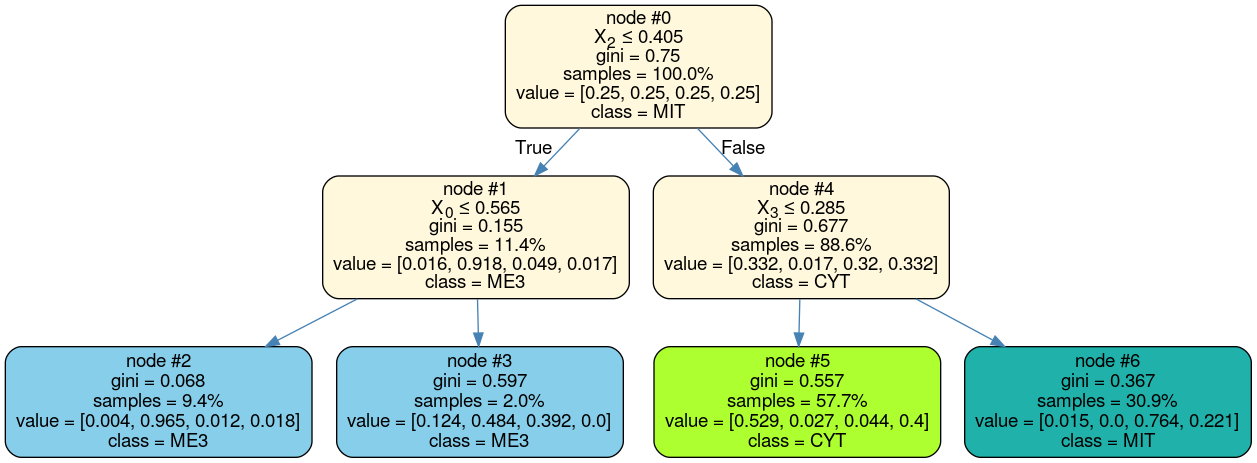 node #0
X2 ≤ 0.405
gini = 0.75
samples = 100.0%
value = [0.25, 0.25, 0.25, 0.25]
class = MIT
True
False
node #1
X0 ≤ 0.565
gini = 0.155
samples = 11.4%
value = [0.016, 0.918, 0.049, 0.017]
class = ME3
node #4
X3 ≤ 0.285
gini = 0.677
samples = 88.6%
value = [0.332, 0.017, 0.32, 0.332]
class = CYT
node #2
gini = 0.068
samples = 9.4%
value = [0.004, 0.965, 0.012, 0.018]
class = ME3
node #3
gini = 0.597
samples = 2.0%
value = [0.124, 0.484, 0.392, 0.0]
class = ME3
node #5
gini = 0.557
samples = 57.7%
value = [0.529, 0.027, 0.044, 0.4]
class = CYT
node #6
gini = 0.367
samples = 30.9%
value = [0.015, 0.0, 0.764, 0.221]
class = MIT